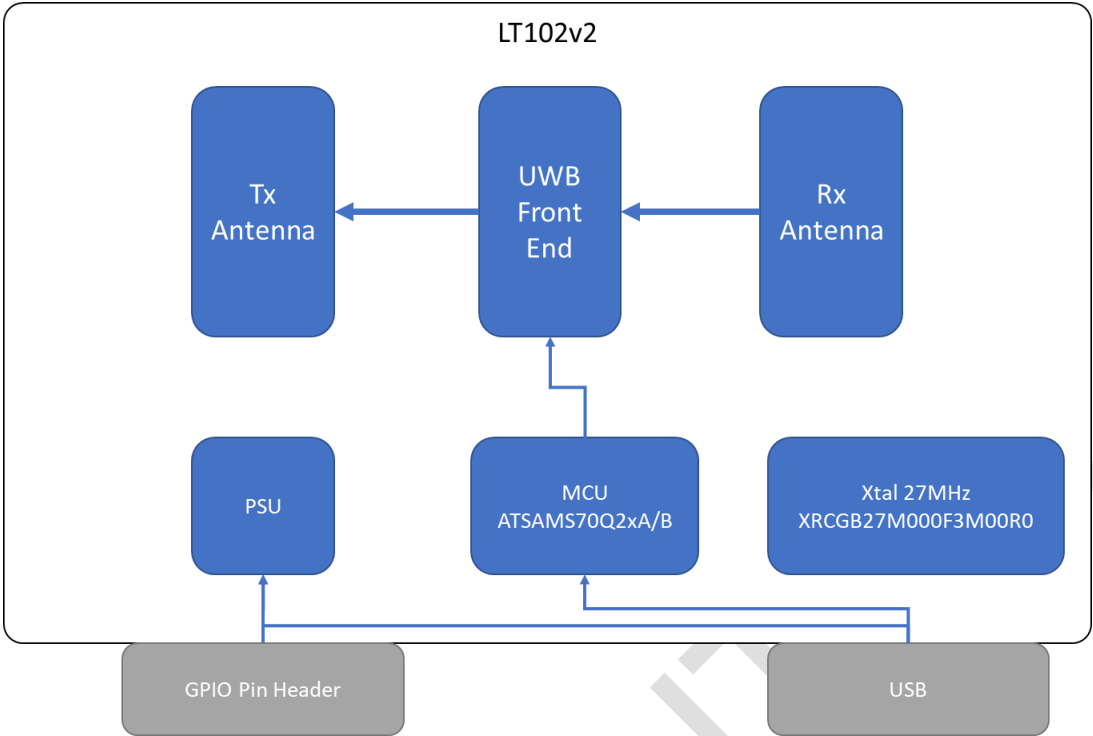 LT102v2
Tx
Antenna
UWB
Front
End
Rx
Antenna
PSU
MCU
ATSAMS70Q2xA/B
Xtal 27MHz
XRCGB27M000F3M00R0
GPIO Pin Header
USB